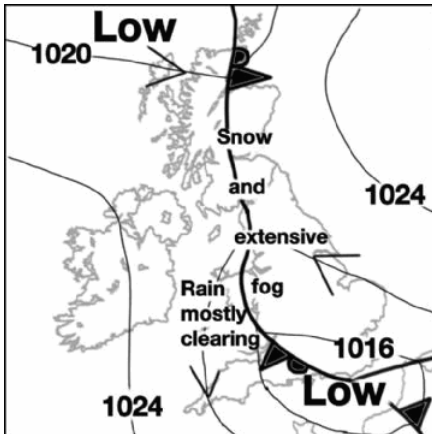 Low
1020
Snow
and
1024
extensive
Rain
fog
mostly
clearing
1016
Low
1024